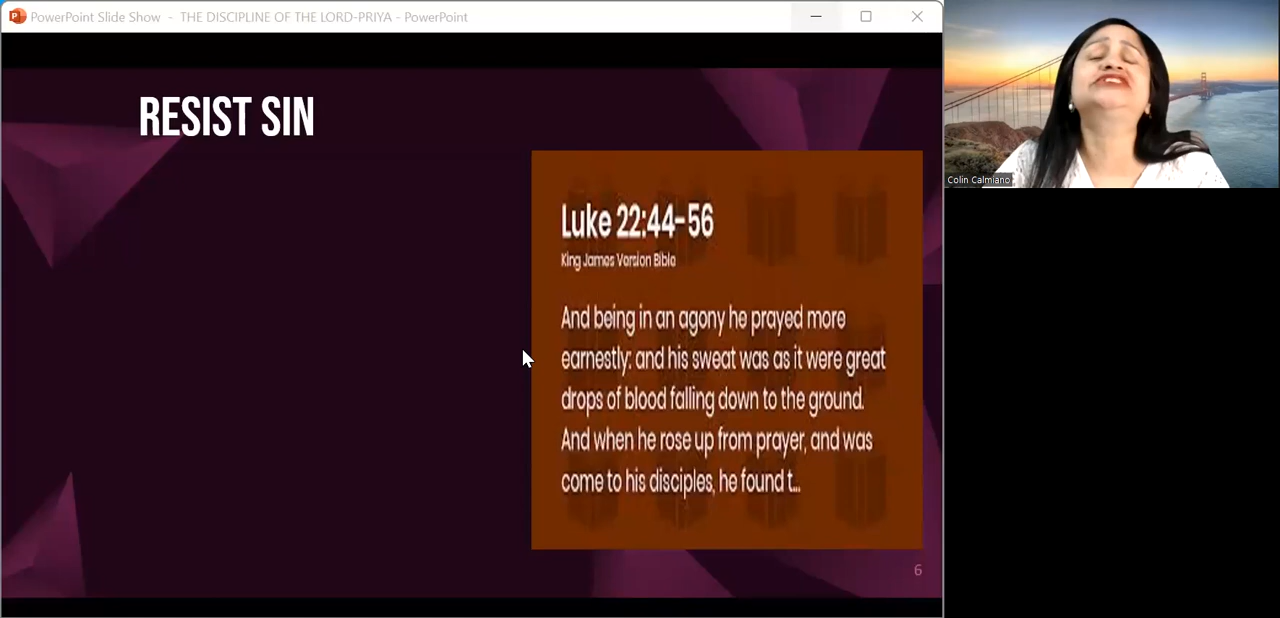 PowerPoint Slide Show - THE DISCIPLINE OF THE LORD-PRIYA - PowerPoint
RESIST SIN
Luke 22:44-56
King James Version Bible
And being in an agony he prayed more
earnestly: and his sweat was as it were great
drops of blood falling down to the ground.
And when he rose up from prayer, and was
come to his disciples, he found t...
6
Colin Calmiano